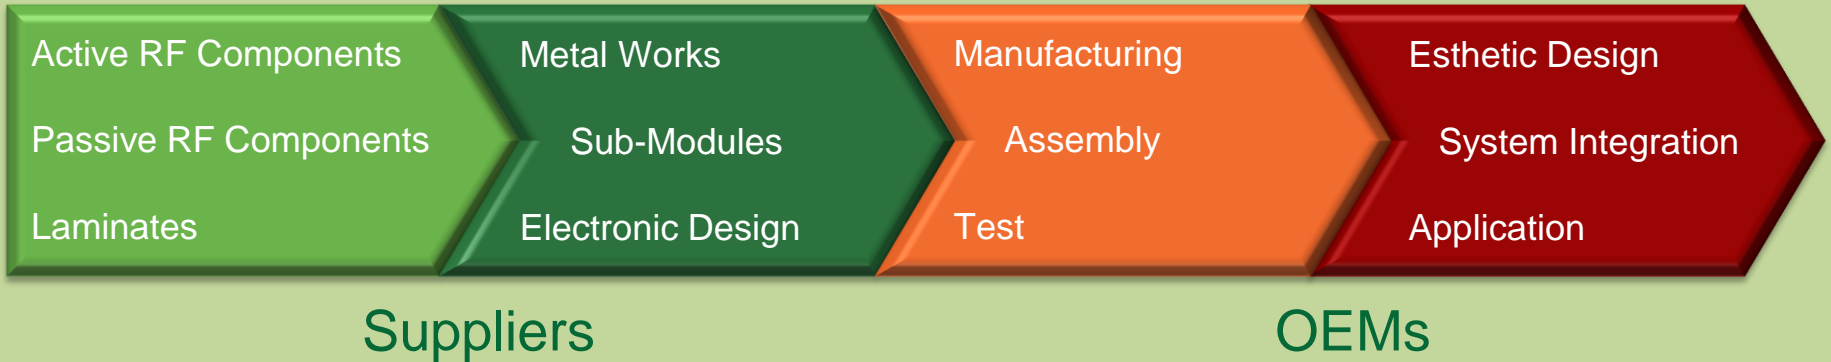 Active RF Components
Passive RF Components
Laminates
Metal Works
Sub-Modules
Electronic Design
Manufacturing
Assembly
Test
Esthetic Design
System Integration
Application
Suppliers
OEMs